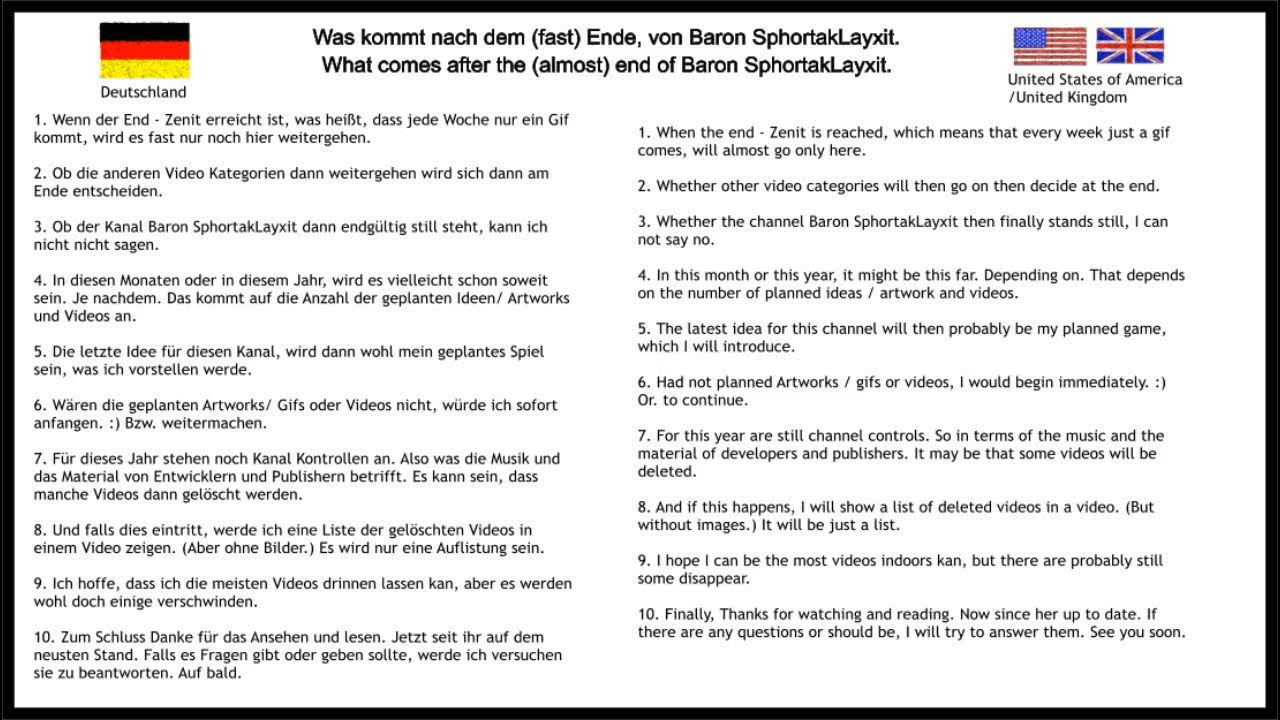 Was kommt nach dem (fast) Ende, von Baron SphortakLayxit.
What comes after the (almost) end of Baron SphortakLayxit.
Deutschland
1. Wenn der End - Zenit erreicht ist, was heißt, dass jede Woche nur ein Gif
kommt, wird es fast nur noch hier weitergehen.
2. Ob die anderen Video Kategorien dann weitergehen wird sich dann am
Ende entscheiden.
3. Ob der Kanal Baron SphortakLayxit dann endgültig still steht, kann ich
nicht nicht sagen.
4. In diesen Monaten oder in diesem Jahr, wird es vielleicht schon soweit
sein. Je nachdem. Das kommt auf die Anzahl der geplanten Ideen/ Artworks
und Videos an.
5. Die letzte Idee für diesen Kanal, wird dann wohl mein geplantes Spiel
sein, was ich vorstellen werde.
6. Wären die geplanten Artworks/ Gifs oder Videos nicht, würde ich sofort
anfangen. :) Bzw. weitermachen.
7. Für dieses Jahr stehen noch Kanal Kontrollen an. Also was die Musik und
das Material von Entwicklern und Publishern betrifft. Es kann sein, dass
manche Videos dann gelöscht werden.
8. Und falls dies eintritt, werde ich eine Liste der gelöschten Videos in
einem Video zeigen. (Aber ohne Bilder.) Es wird nur eine Auflistung sein.
9. Ich hoffe, dass ich die meisten Videos drinnen lassen kan, aber es werden
wohl doch einige verschwinden.
10. Zum Schluss Danke für das Ansehen und lesen. Jetzt seit ihr auf dem
neusten Stand. Falls es Fragen gibt oder geben sollte, werde ich versuchen
sie zu beantworten. Auf bald.
United States of America
/United Kingdom
1. When the end - Zenit is reached, which means that every week just a gif
comes, will almost go only here.
2. Whether other video categories will then go on then decide at the end.
3. Whether the channel Baron SphortakLayxit then finally stands still, I can
not say no.
4. In this month or this year, it might be this far. Depending on. That depends
on the number of planned ideas / artwork and videos.
5. The latest idea for this channel will then probably be my planned game,
which I will introduce.
6. Had not planned Artworks / gifs or videos, I would begin immediately. :)
Or. to continue.
7. For this year are still channel controls. So in terms of the music and the
material of developers and publishers. It may be that some videos will be
deleted.
8. And if this happens, I will show a list of deleted videos in a video. (But
without images.) It will be just a list.
9. I hope I can be the most videos indoors kan, but there are probably still
some disappear.
10. Finally, Thanks for watching and reading. Now since her up to date. If
there are any questions or should be, I will try to answer them. See you soon.